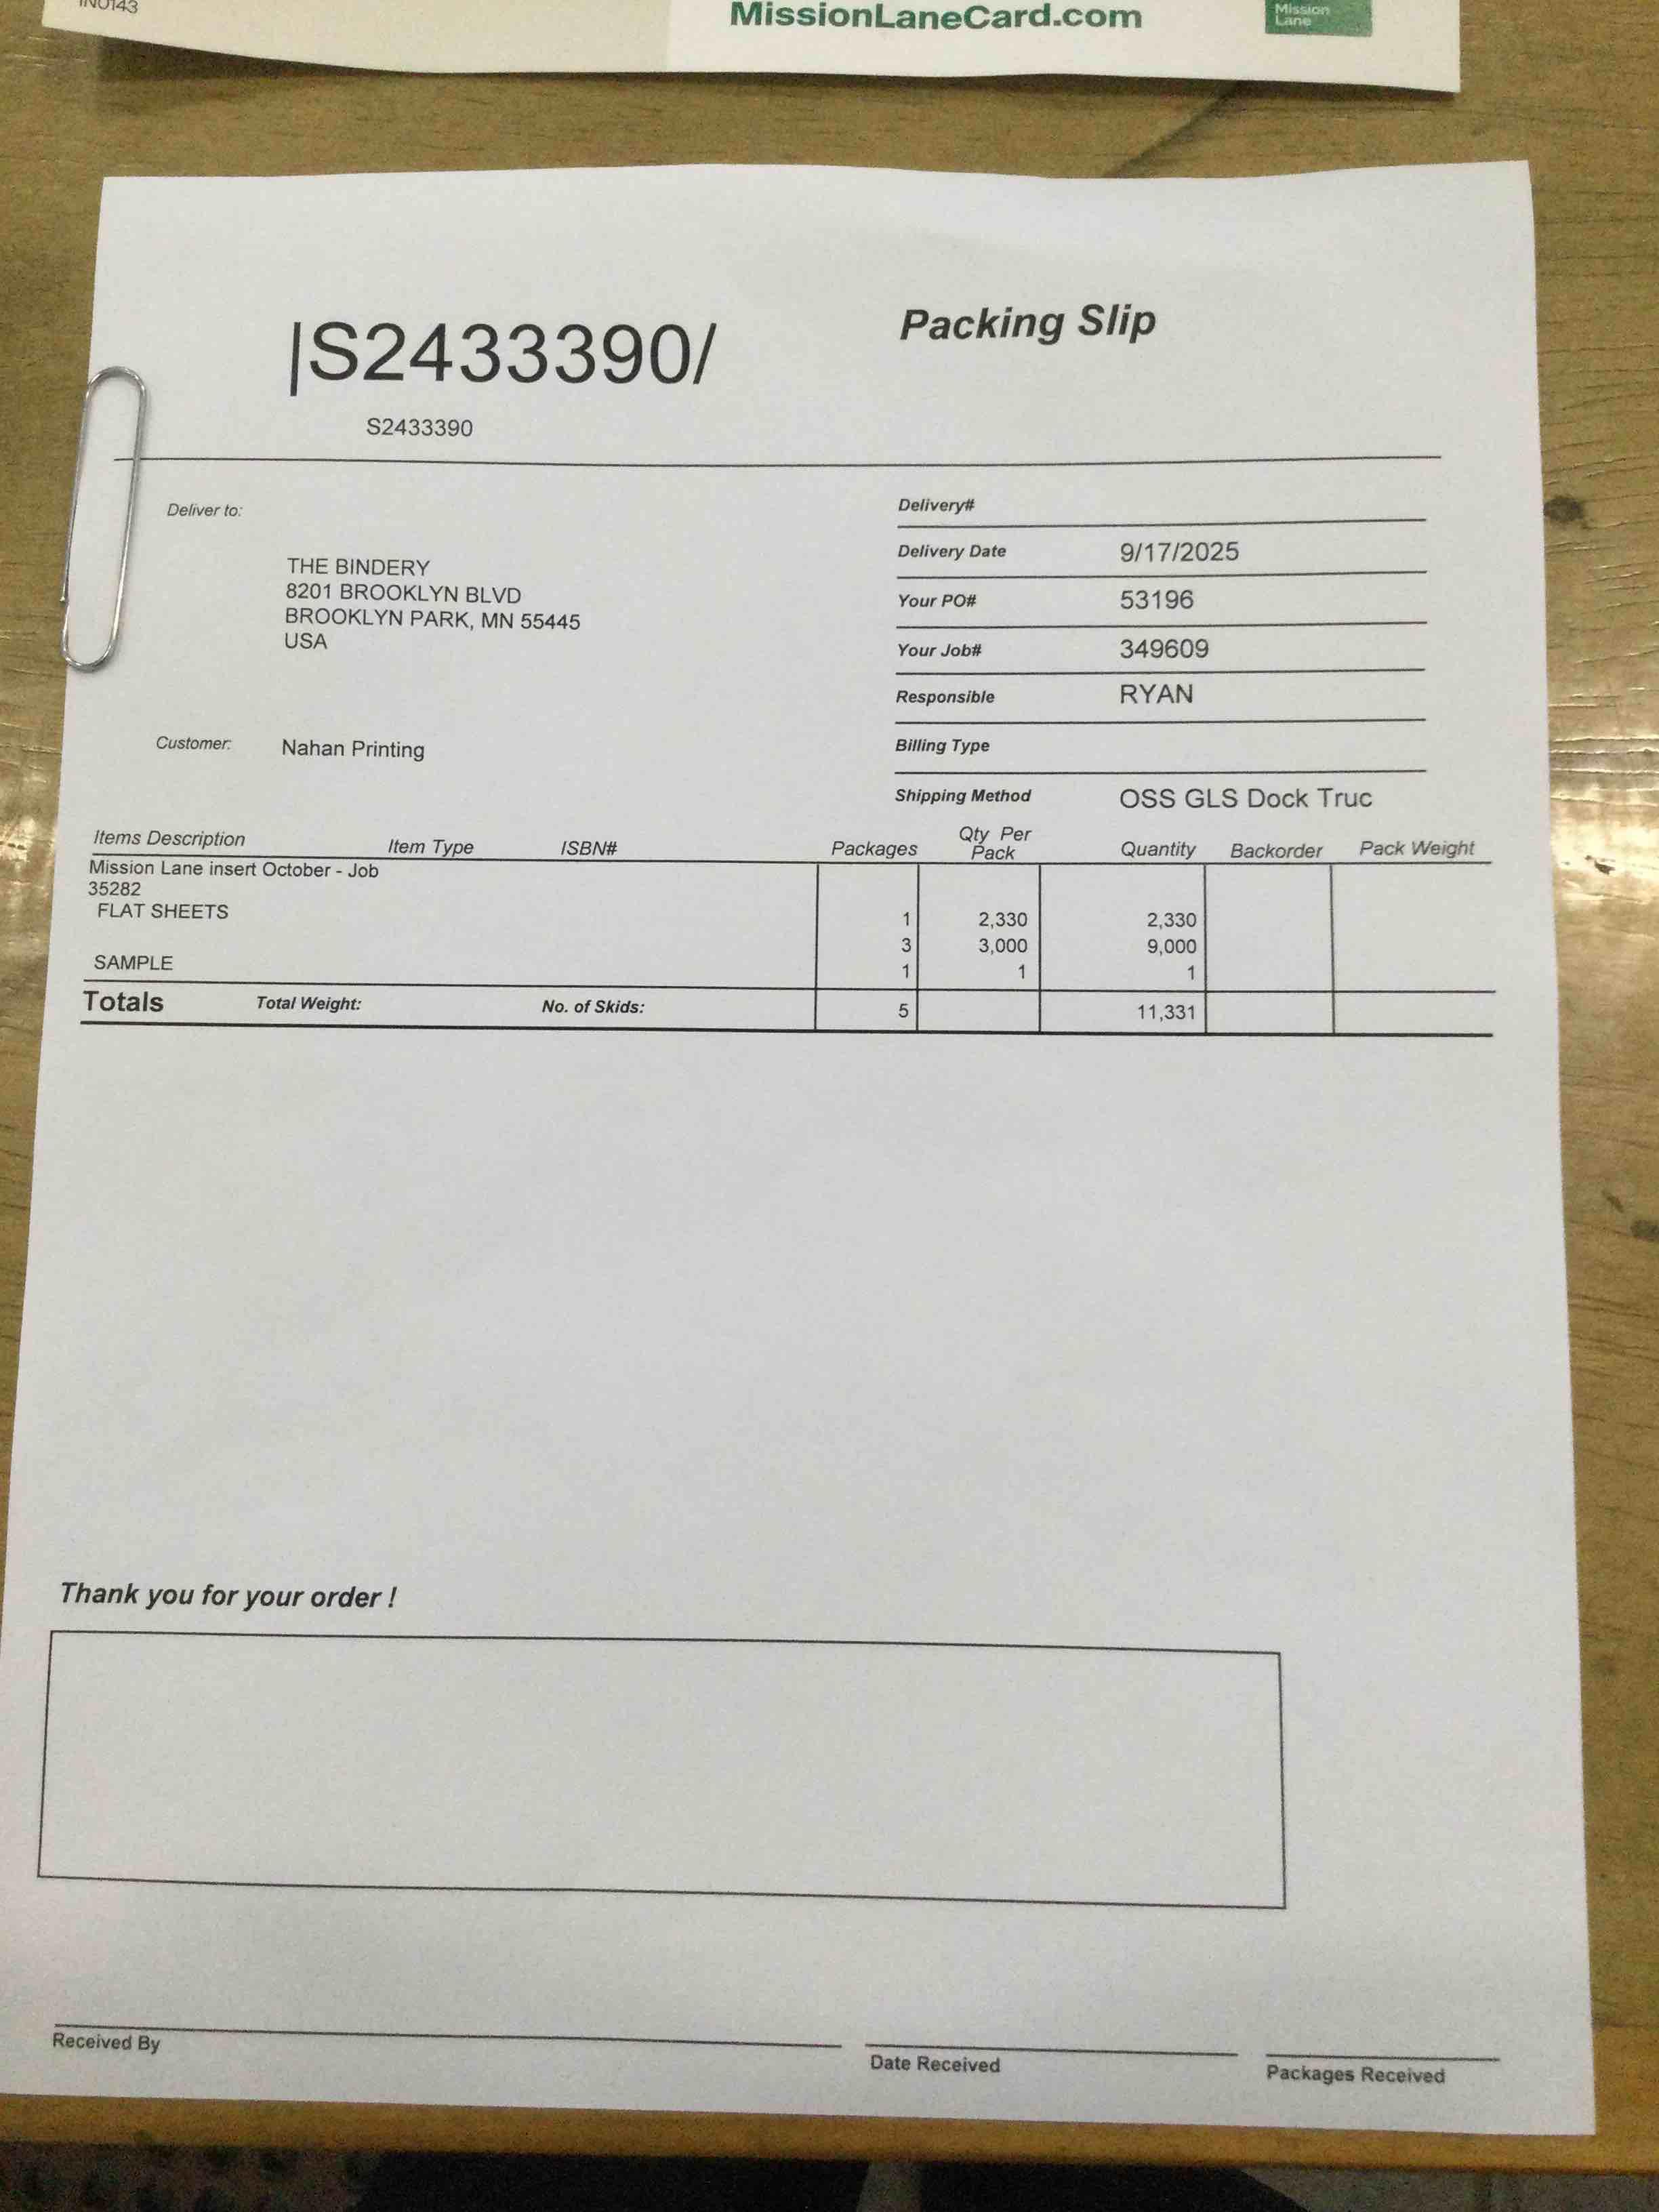 IN0143
MissionLaneCard.com
Mission
Lane
Packing Slip
|S2433390/
S2433390
Deliver to:
THE BINDERY
8201 BROOKLYN BLVD
BROOKLYN PARK, MN 55445
USA
Customer: Nahan Printing
Delivery#
Delivery Date 9/17/2025
Your PO# 53196
Your Job# 349609
Responsible RYAN
Billing Type
Shipping Method OSS GLS Dock Truc
Items Description Item Type ISBN# Packages Qty Per Pack Quantity Backorder Pack Weight
Mission Lane insert October - Job
35282
FLAT SHEETS 1 2,330 2,330
3 3,000 9,000
SAMPLE 1 1 1
Totals Total Weight: No. of Skids: 5 11,331
Thank you for your order !
Received By Date Received Packages Received